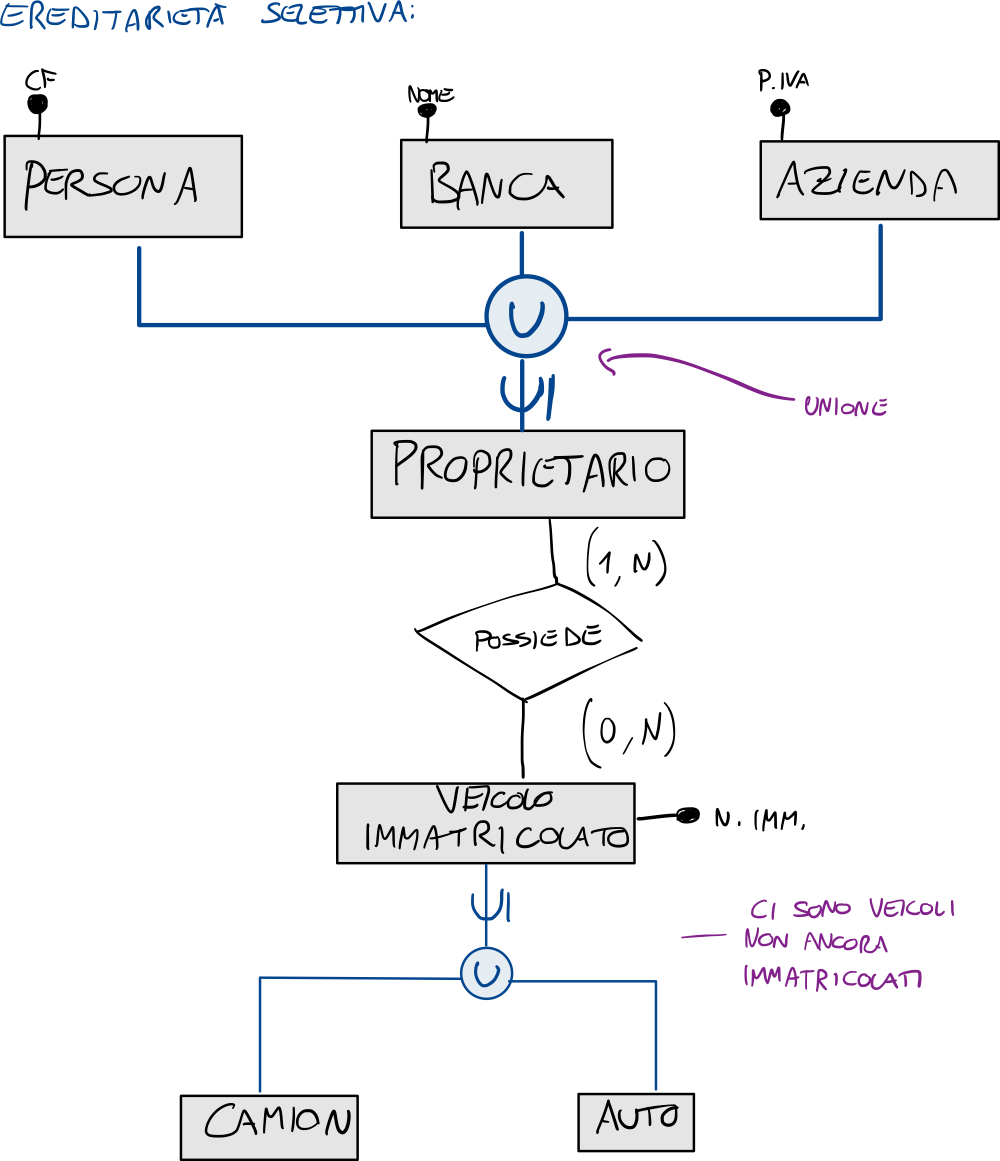 EREDITARIETÀ SELETTIVA:
CF
NOME
P.IVA
PERSONA
BANCA
AZIENDA
U
UNIONE
PROPRIETARIO
(1,N)
POSSIEDE
(0,N)
VEICOLO
IMMATRICOLATO
N. IMM.
CI SONO VEICOLI
— NON ANCORA
IMMATRICOLATI
U
CAMION
AUTO